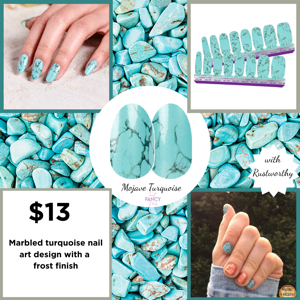 Mojave Turquoise
FANCY
with
Rustworthy
$13
Marbled turquoise nail
art design with a
frost finish